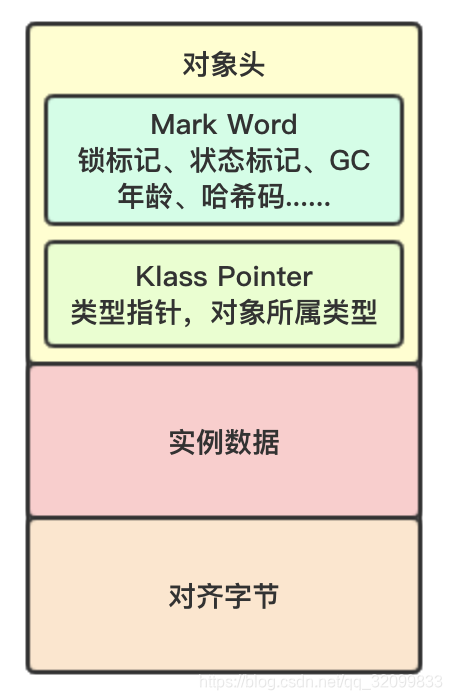 对象头
Mark Word
锁标记、状态标记、GC
年龄、哈希码......
Klass Pointer
类型指针，对象所属类型
实例数据
对齐字节
https://blog.csdn.net/qq_32099833